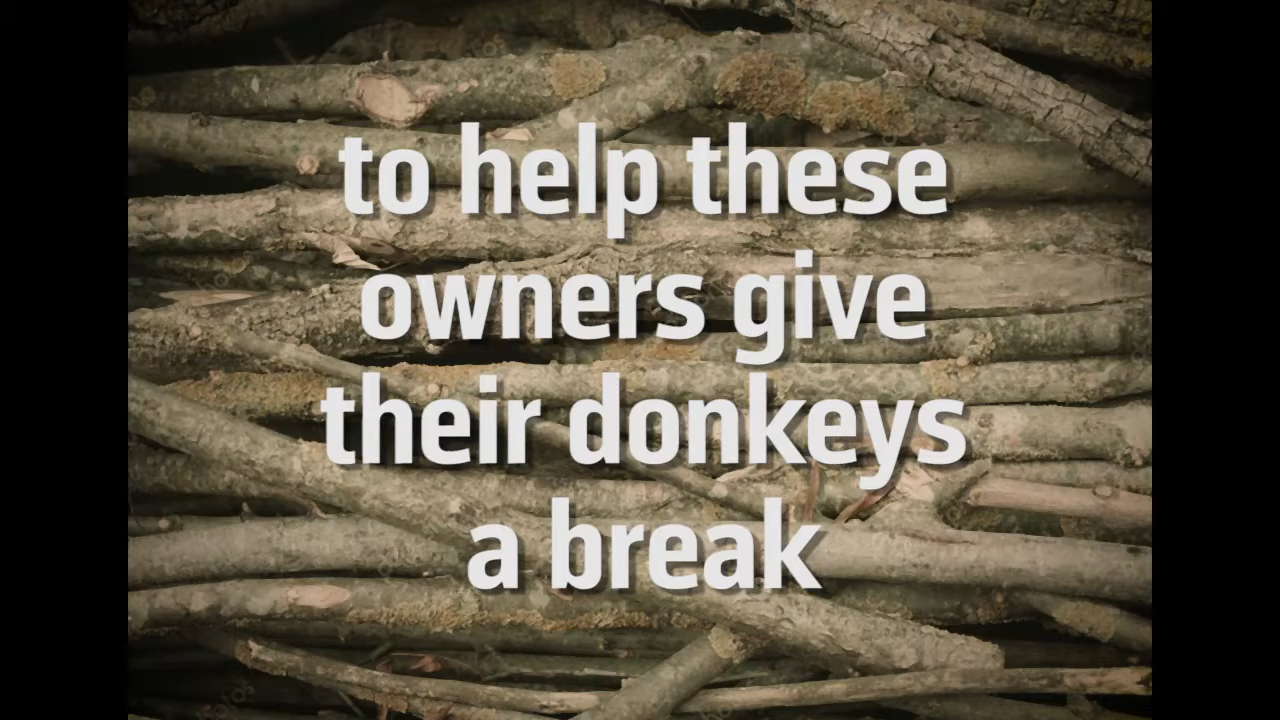 to help these
owners give
their donkeys
a break